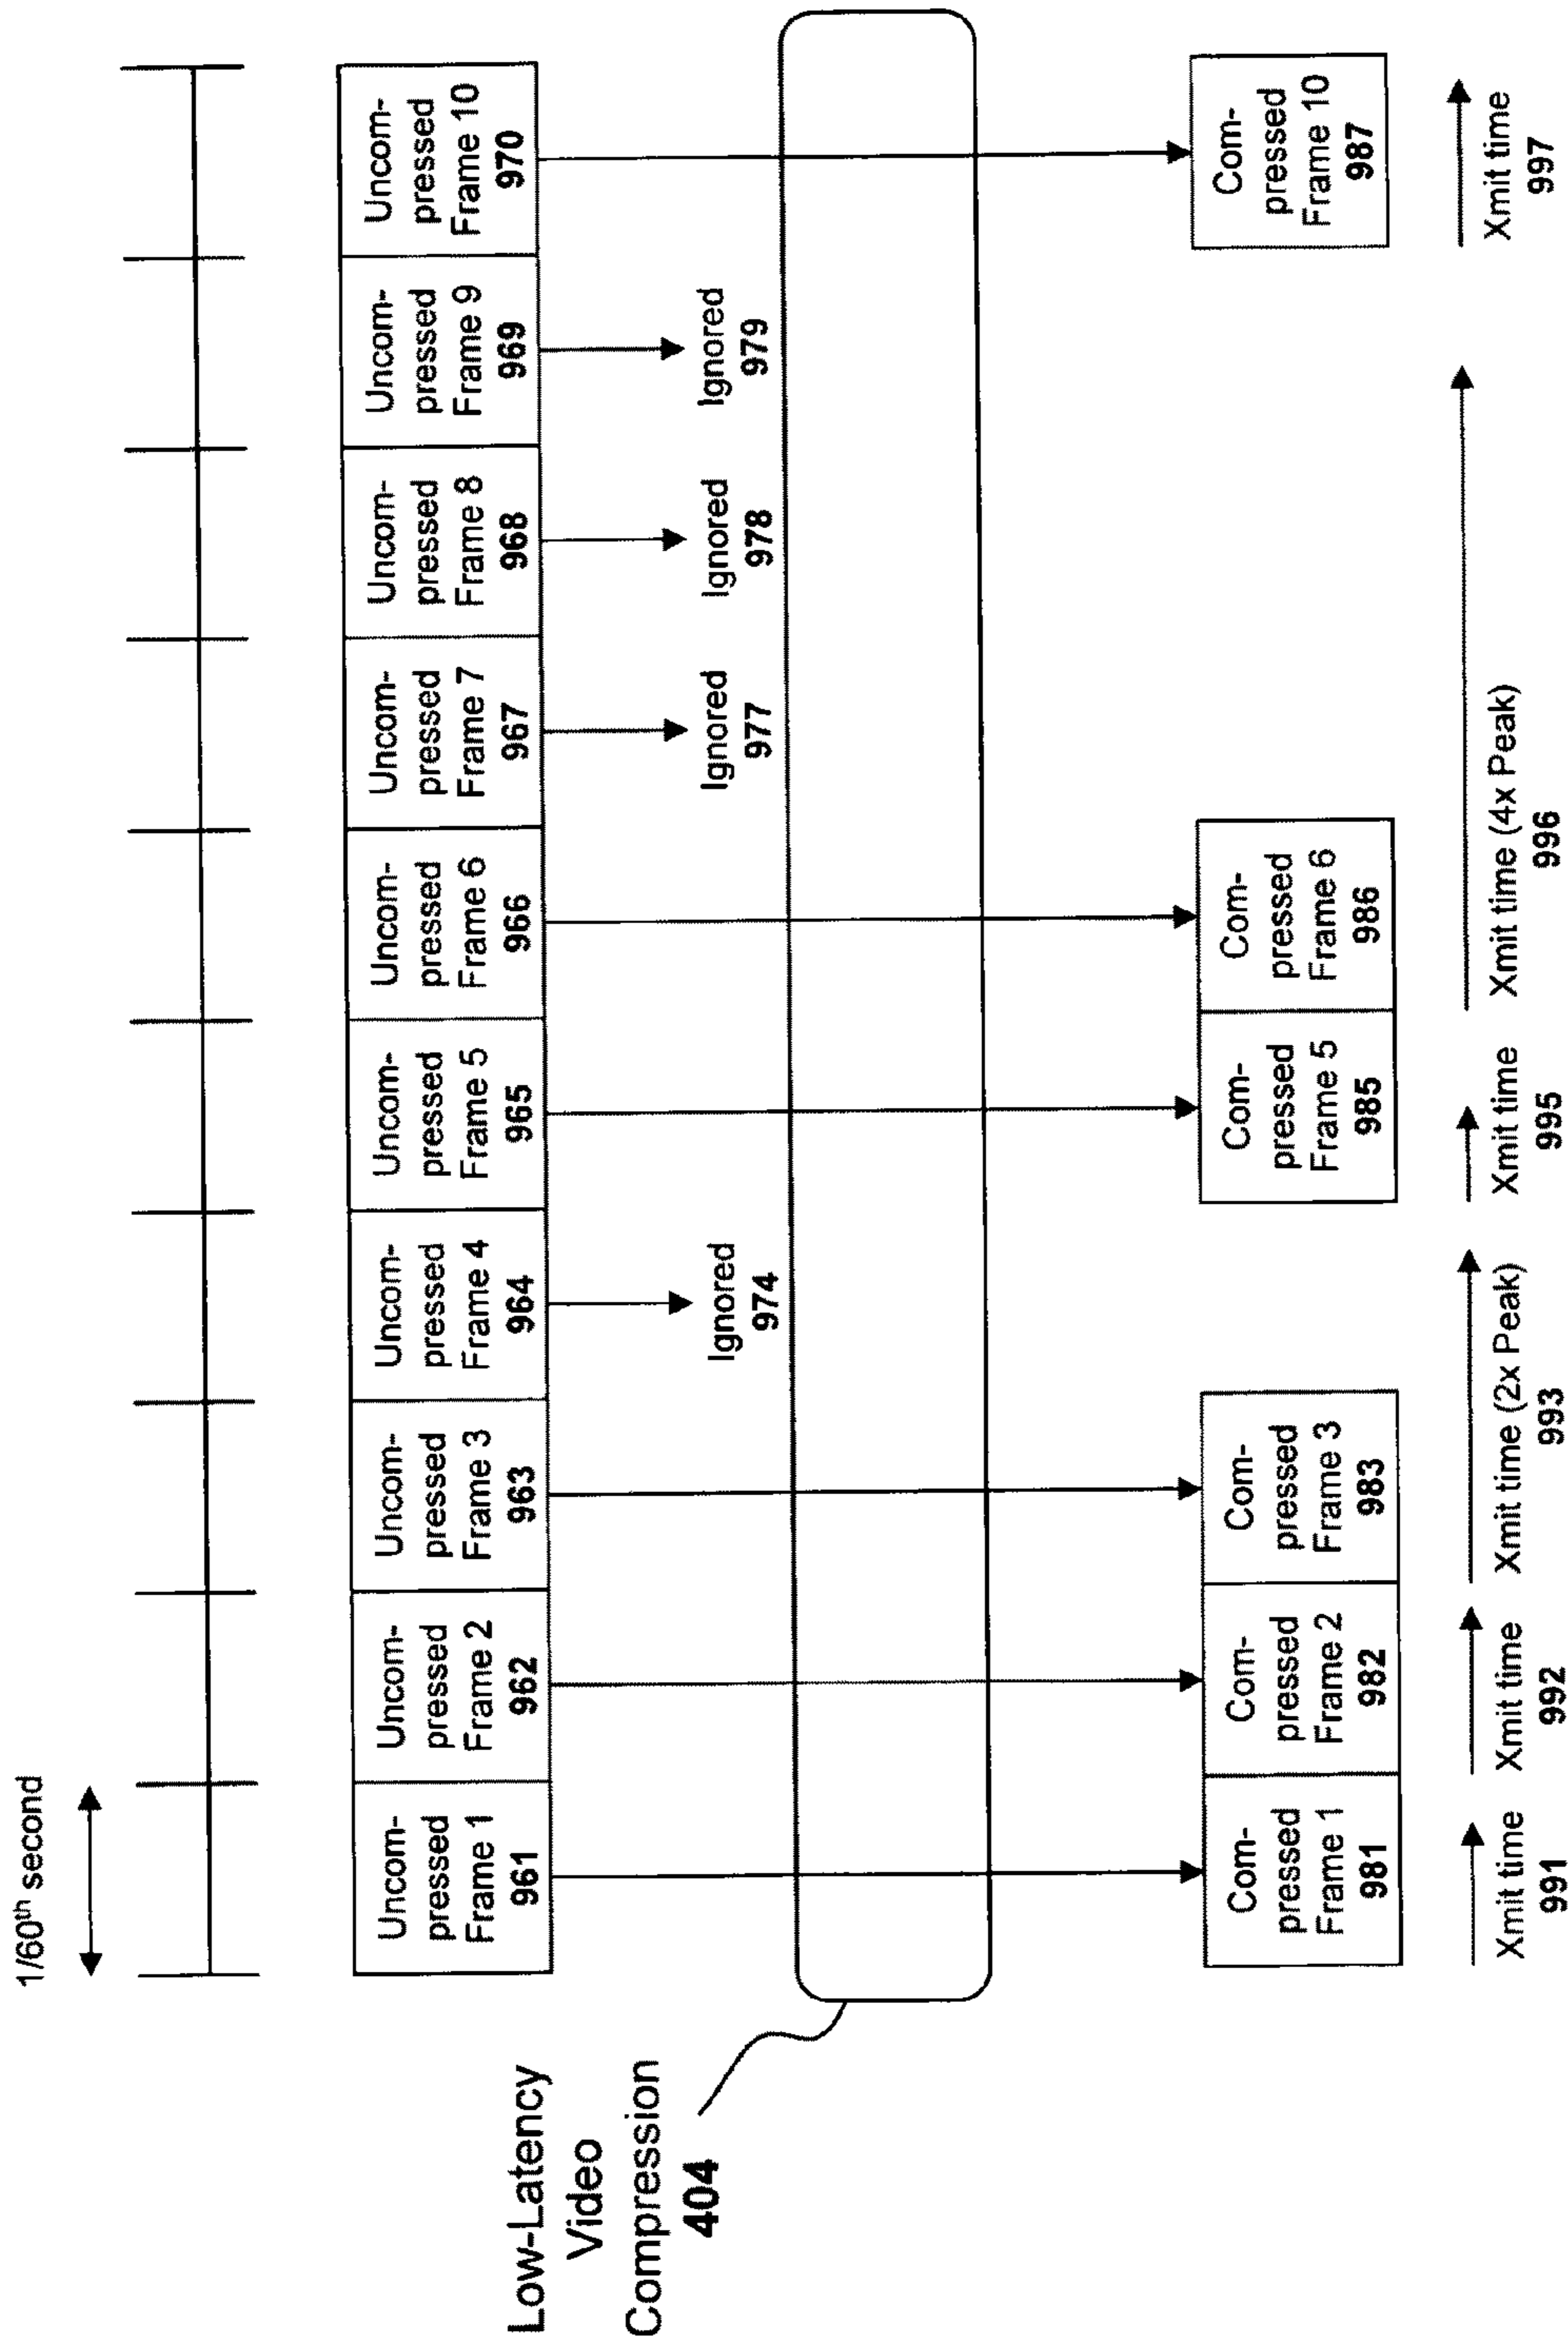 1/60th second
Uncom-
pressed
Frame 1
961
Uncom-
pressed
Frame 2
962
Uncom-
pressed
Frame 3
963
Uncom-
pressed
Frame 4
964
Uncom-
pressed
Frame 5
965
Uncom-
pressed
Frame 6
966
Uncom-
pressed
Frame 7
967
Uncom-
pressed
Frame 8
968
Uncom-
pressed
Frame 9
969
Uncom-
pressed
Frame 10
970
Ignored
974
Ignored
977
Ignored
978
Ignored
979
Low-Latency
Video
Compression
404
Com-
pressed
Frame 1
981
Com-
pressed
Frame 2
982
Com-
pressed
Frame 3
983
Com-
pressed
Frame 5
985
Com-
pressed
Frame 6
986
Com-
pressed
Frame 10
987
Xmit time
991
Xmit time
992
Xmit time (2x Peak)
993
Xmit time
995
Xmit time (4x Peak)
996
Xmit time
997